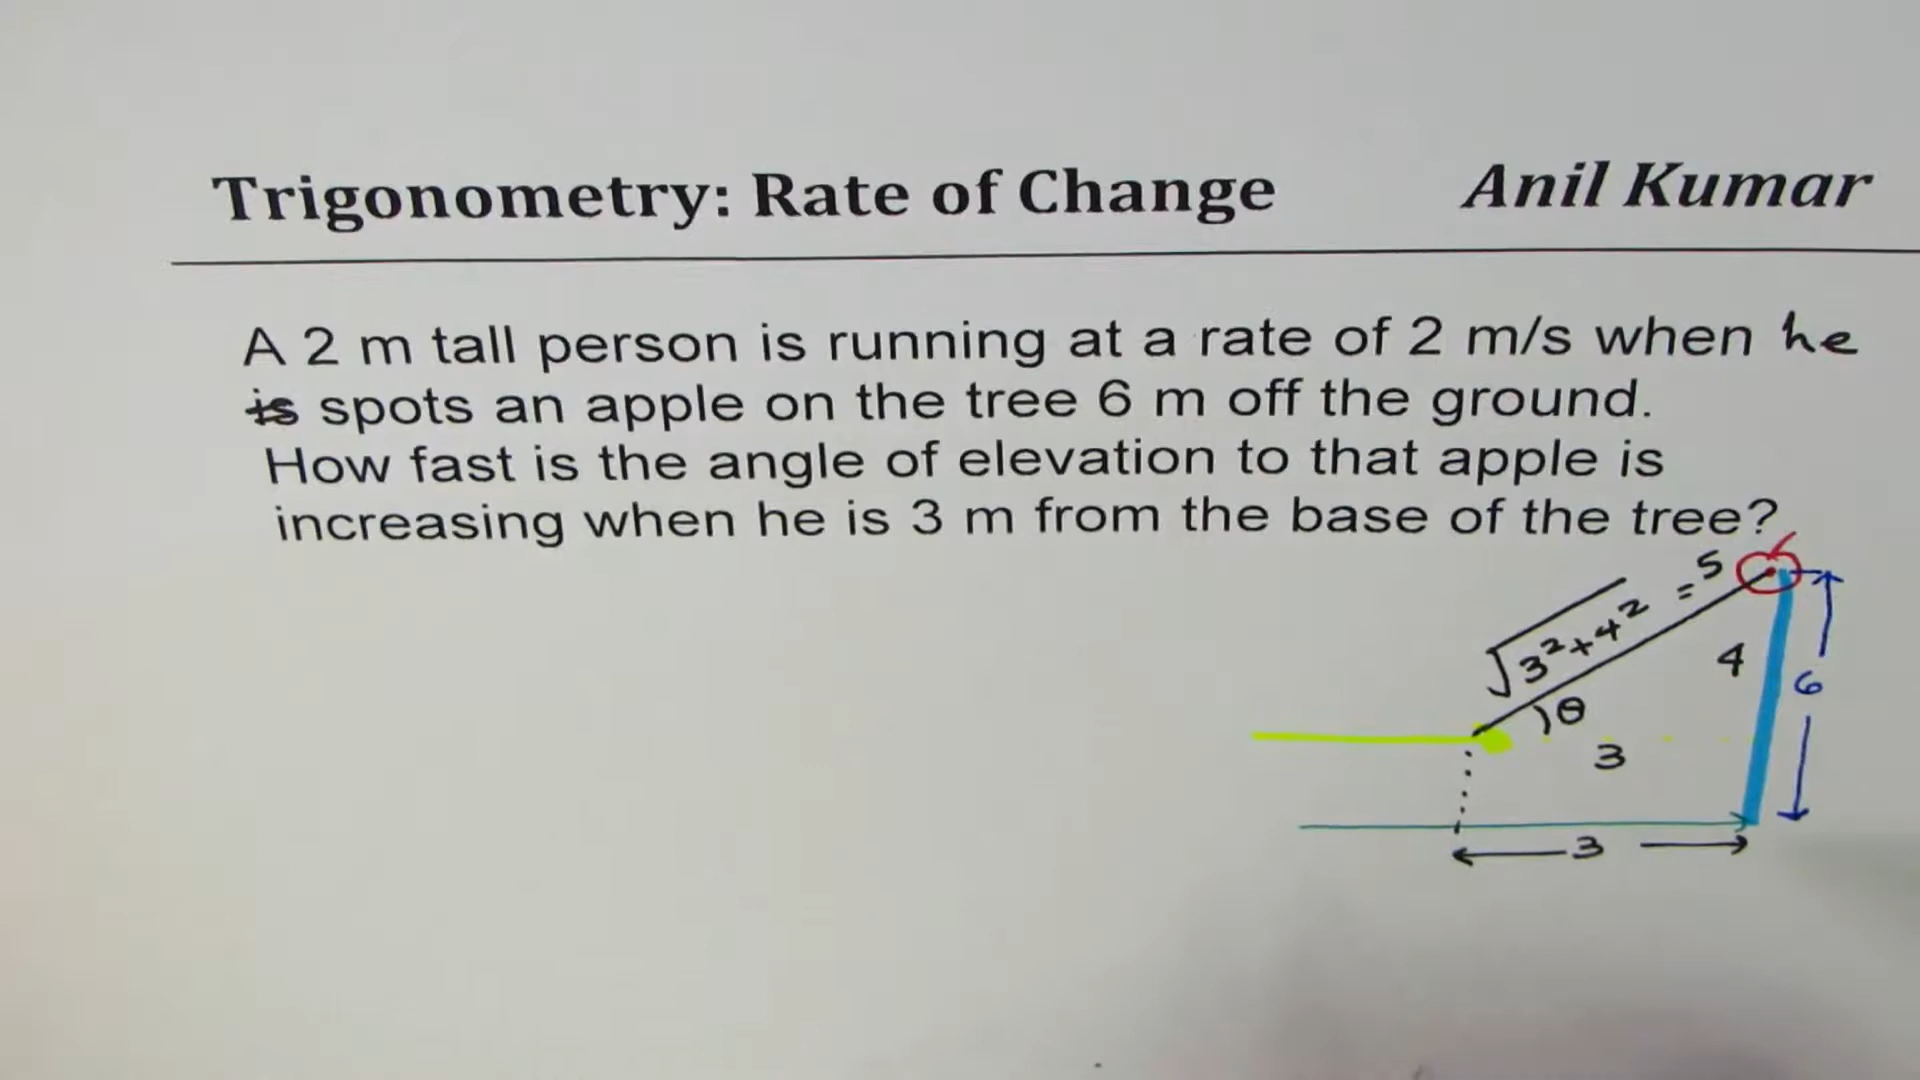 Trigonometry: Rate of Change Anil Kumar
A 2 m tall person is running at a rate of 2 m/s when he
is spots an apple on the tree 6 m off the ground.
How fast is the angle of elevation to that apple is
increasing when he is 3 m from the base of the tree?
√3²+4² = 5
4
6
θ
3
3